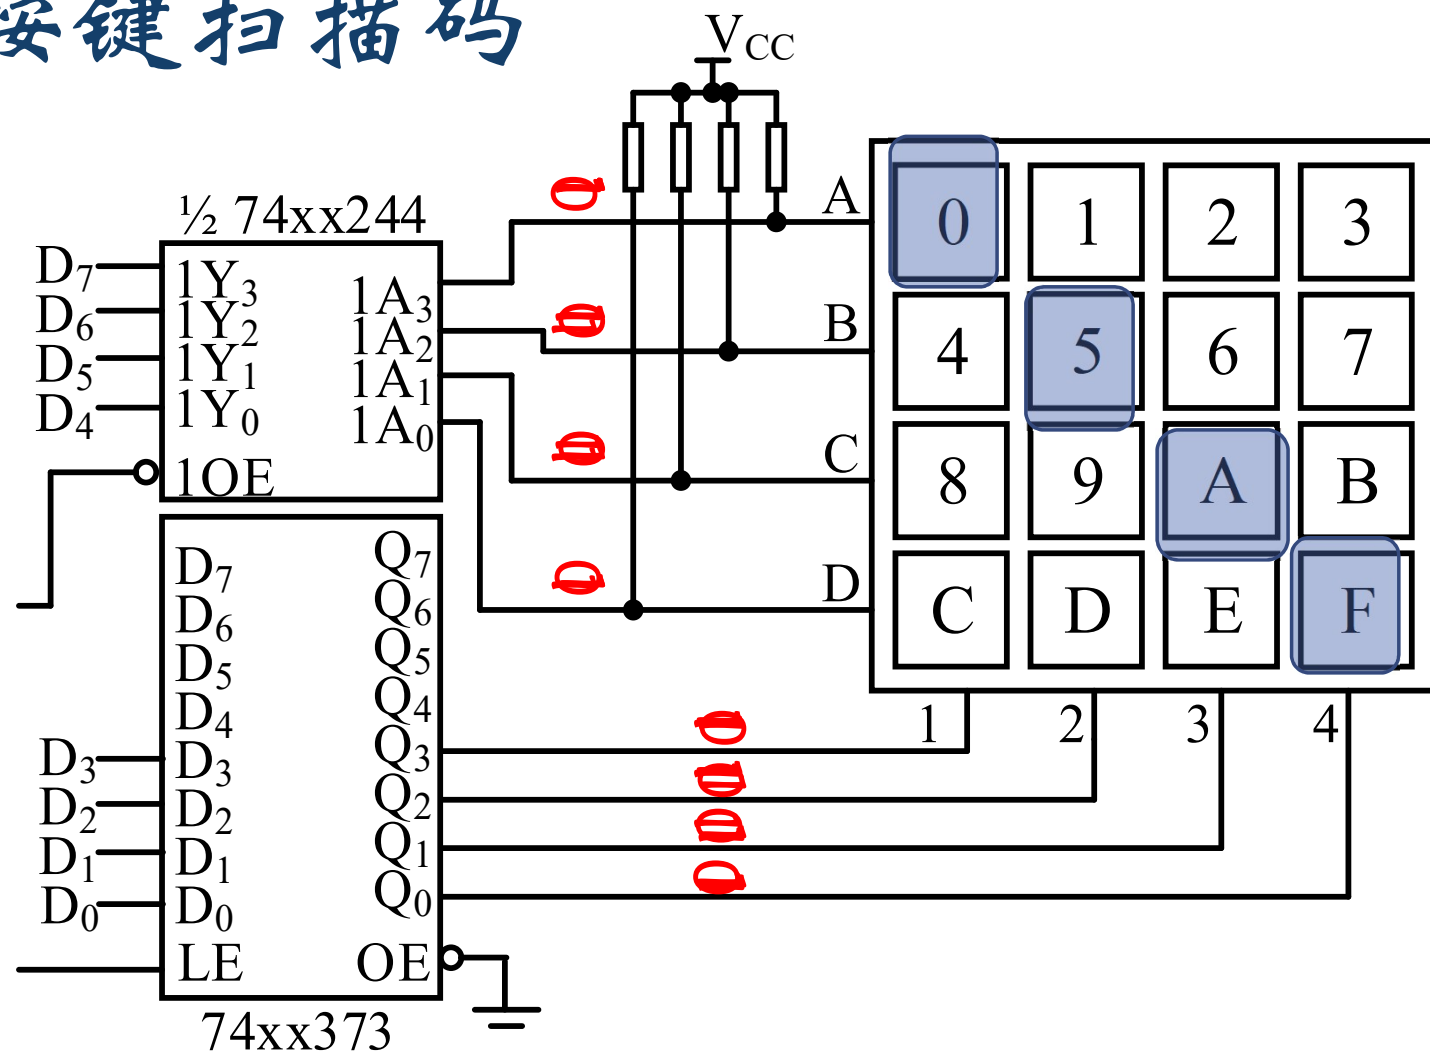 按键扫描码
VCC
½ 74xx244
D7 1Y3 1A3
D6 1Y2 1A2
D5 1Y1 1A1
D4 1Y0 1A0
1OE
A
B
C
D
0 1 2 3
4 5 6 7
8 9 A B
C D E F
1 2 3 4
D7 Q7
D6 Q6
D5 Q5
D4 Q4
D3 D3 Q3
D2 D2 Q2
D1 D1 Q1
D0 D0 Q0
LE OE
74xx373